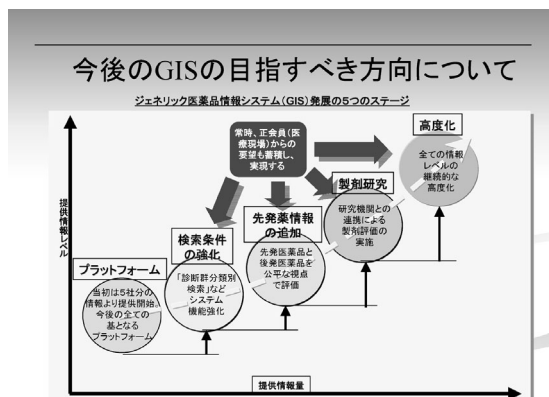 今後のGISの目指すべき方向について
ジェネリック医薬品情報システム(GIS)発展の5つのステージ
常時、正会員(医
療現場)からの
要望も蓄積し、
実現する
高度化
全ての情報
レベルの
継続的な
高度化
製剤研究
研究機関との
連携による
製剤評価の
実施
先発薬情報
の追加
先発医薬品と
後発医薬品を
公平な視点
で評価
検索条件
の強化
「診断群分類別
検索」など
システム
機能強化
プラットフォーム
当初は5社分の
情報より提供開始、
今後の全ての
基となる
プラットフォーム
提供情報レベル
提供情報量